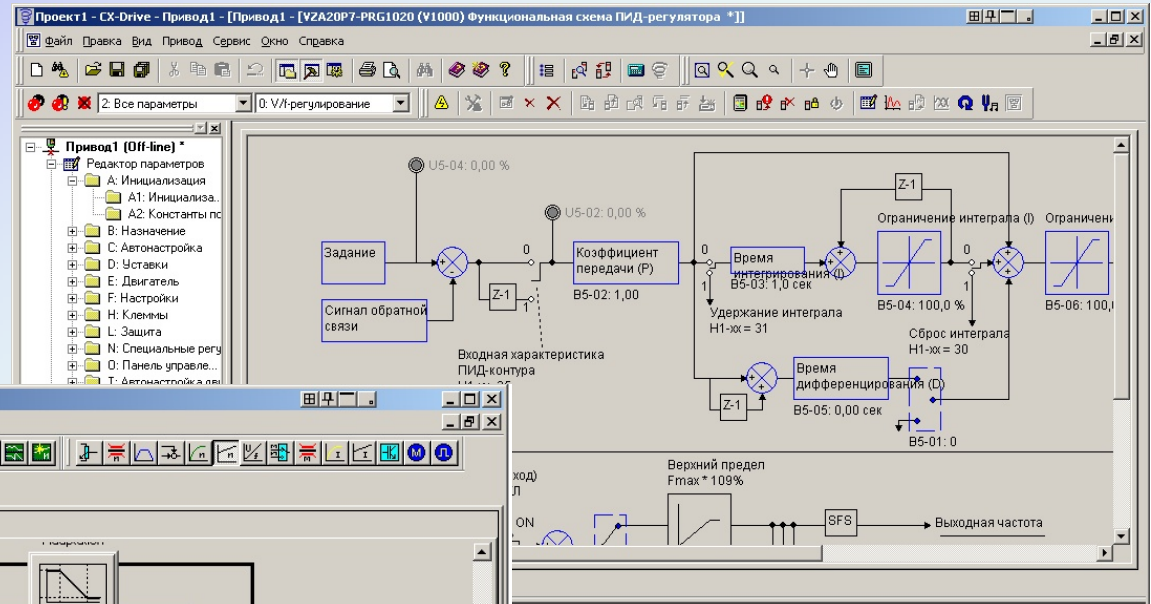 Проект1 - CX-Drive - Привод1 - [Привод1 - [VZA20P7-PRG1020 (V1000) Функциональная схема ПИД-регулятора *]]
Файл Правка Вид Привод Сервис Окно Справка
2: Все параметры
0: V/f-регулирование
Привод1 (Off-line) *
Редактор параметров
A: Инициализация
A1: Инициализа..
A2: Константы по
B: Назначение
C: Автонастройка
D: Уставки
E: Двигатель
F: Настройки
H: Клеммы
L: Защита
N: Специальные регу
O: Панель управле...
T: Автонастройка дви
U5-04: 0,00 %
U5-02: 0,00 %
Задание
Сигнал обратной
связи
+
-
Z-1
0
1
Входная характеристика
ПИД-контура
Коэффициент
передачи (P)
B5-02: 1,00
0
1
Время
интегрирования (I)
B5-03: 1,0 сек
Удержание интеграла
H1-xx = 31
Z-1
Ограничение интеграла (I)
B5-04: 100,0 %
0
1
Сброс интеграла
H1-xx = 30
Ограничен
B5-06: 100,
Z-1
Время
дифференцирования (D)
B5-05: 0,00 сек
B5-01: 0
ход)
ON
Верхний предел
Fmax * 109%
SFS
Выходная частота